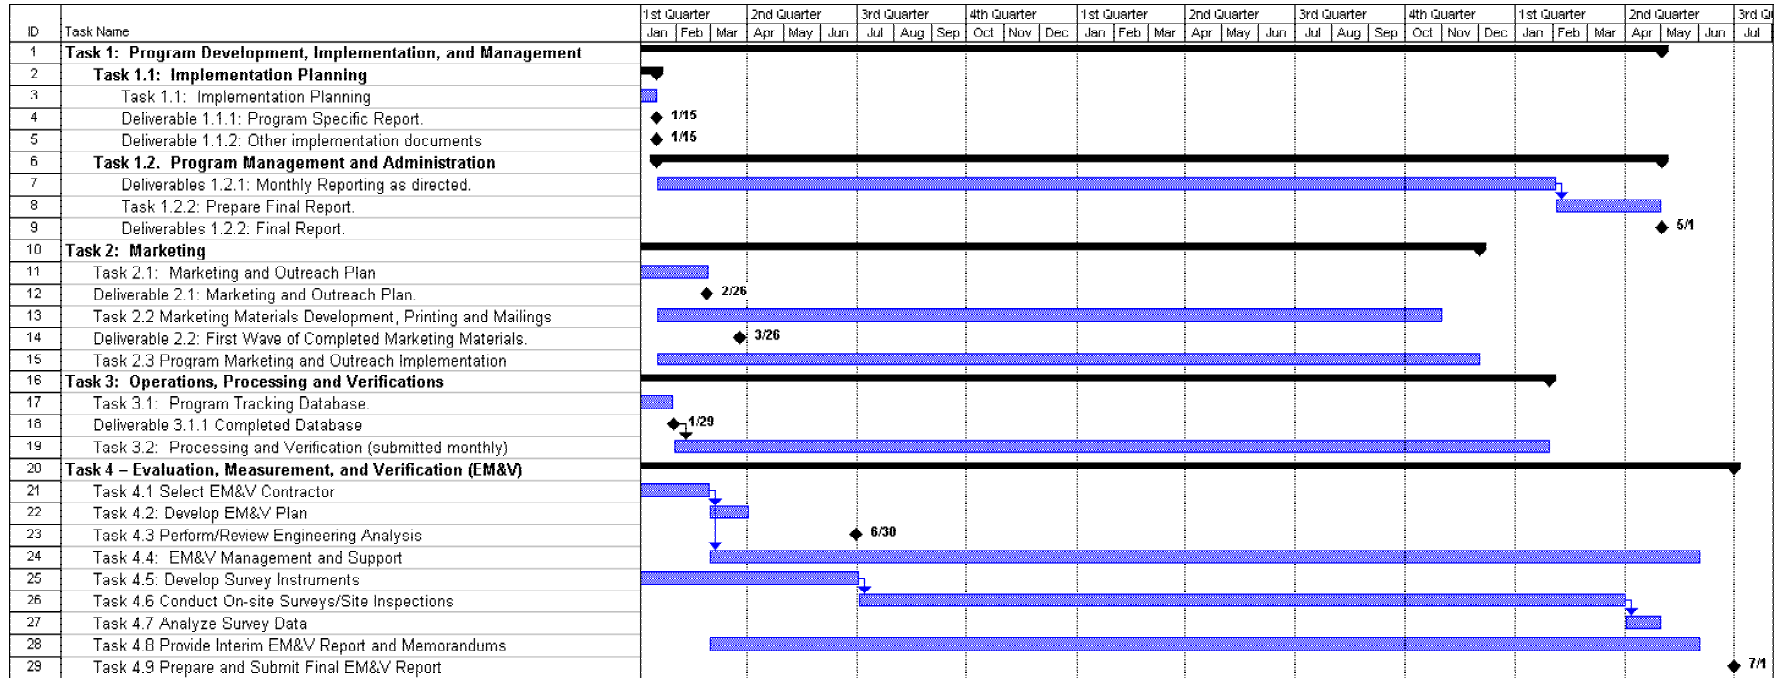 1st Quarter 2nd Quarter 3rd Quarter 4th Quarter 1st Quarter 2nd Quarter 3rd Quarter 4th Quarter 1st Quarter 2nd Quarter 3rd Q
ID Task Name Jan Feb Mar Apr May Jun Jul Aug Sep Oct Nov Dec Jan Feb Mar Apr May Jun Jul Aug Sep Oct Nov Dec Jan Feb Mar Apr May Jun Jul
1 Task 1: Program Development, Implementation, and Management
2 Task 1.1: Implementation Planning
3 Task 1.1: Implementation Planning
4 Deliverable 1.1.1: Program Specific Report. 1/15
5 Deliverable 1.1.2: Other implementation documents 1/15
6 Task 1.2. Program Management and Administration
7 Deliverables 1.2.1: Monthly Reporting as directed.
8 Task 1.2.2: Prepare Final Report.
9 Deliverables 1.2.2: Final Report. 5/1
10 Task 2: Marketing
11 Task 2.1: Marketing and Outreach Plan
12 Deliverable 2.1: Marketing and Outreach Plan. 2/26
13 Task 2.2 Marketing Materials Development, Printing and Mailings
14 Deliverable 2.2: First Wave of Completed Marketing Materials. 3/26
15 Task 2.3 Program Marketing and Outreach Implementation
16 Task 3: Operations, Processing and Verifications
17 Task 3.1: Program Tracking Database.
18 Deliverable 3.1.1 Completed Database 1/29
19 Task 3.2: Processing and Verification (submitted monthly)
20 Task 4 – Evaluation, Measurement, and Verification (EM&V)
21 Task 4.1 Select EM&V Contractor
22 Task 4.2: Develop EM&V Plan
23 Task 4.3 Perform/Review Engineering Analysis 6/30
24 Task 4.4: EM&V Management and Support
25 Task 4.5: Develop Survey Instruments
26 Task 4.6 Conduct On-site Surveys/Site Inspections
27 Task 4.7 Analyze Survey Data
28 Task 4.8 Provide Interim EM&V Report and Memorandums
29 Task 4.9 Prepare and Submit Final EM&V Report 7/1